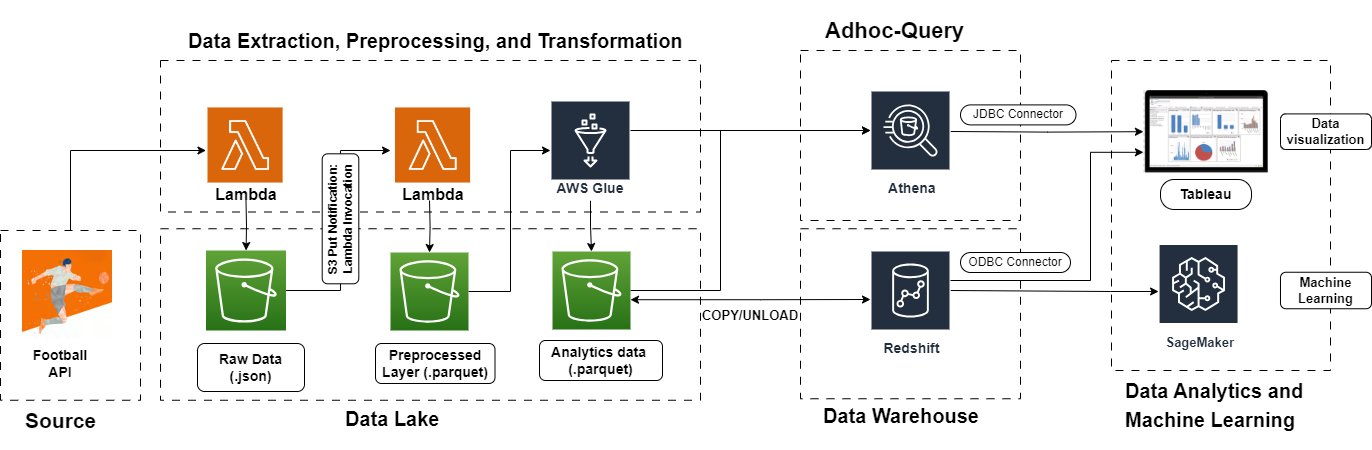 Data Extraction, Preprocessing, and Transformation
Adhoc-Query
Lambda
Lambda
AWS Glue
Athena
JDBC Connector
Tableau
Data
visualization
S3 Put Notification:
Lambda Invocation
Football
API
Source
Raw Data
(.json)
Preprocessed
Layer (.parquet)
Analytics data
(.parquet)
Data Lake
COPY/UNLOAD
Redshift
ODBC Connector
Data Warehouse
SageMaker
Machine
Learning
Data Analytics and
Machine Learning